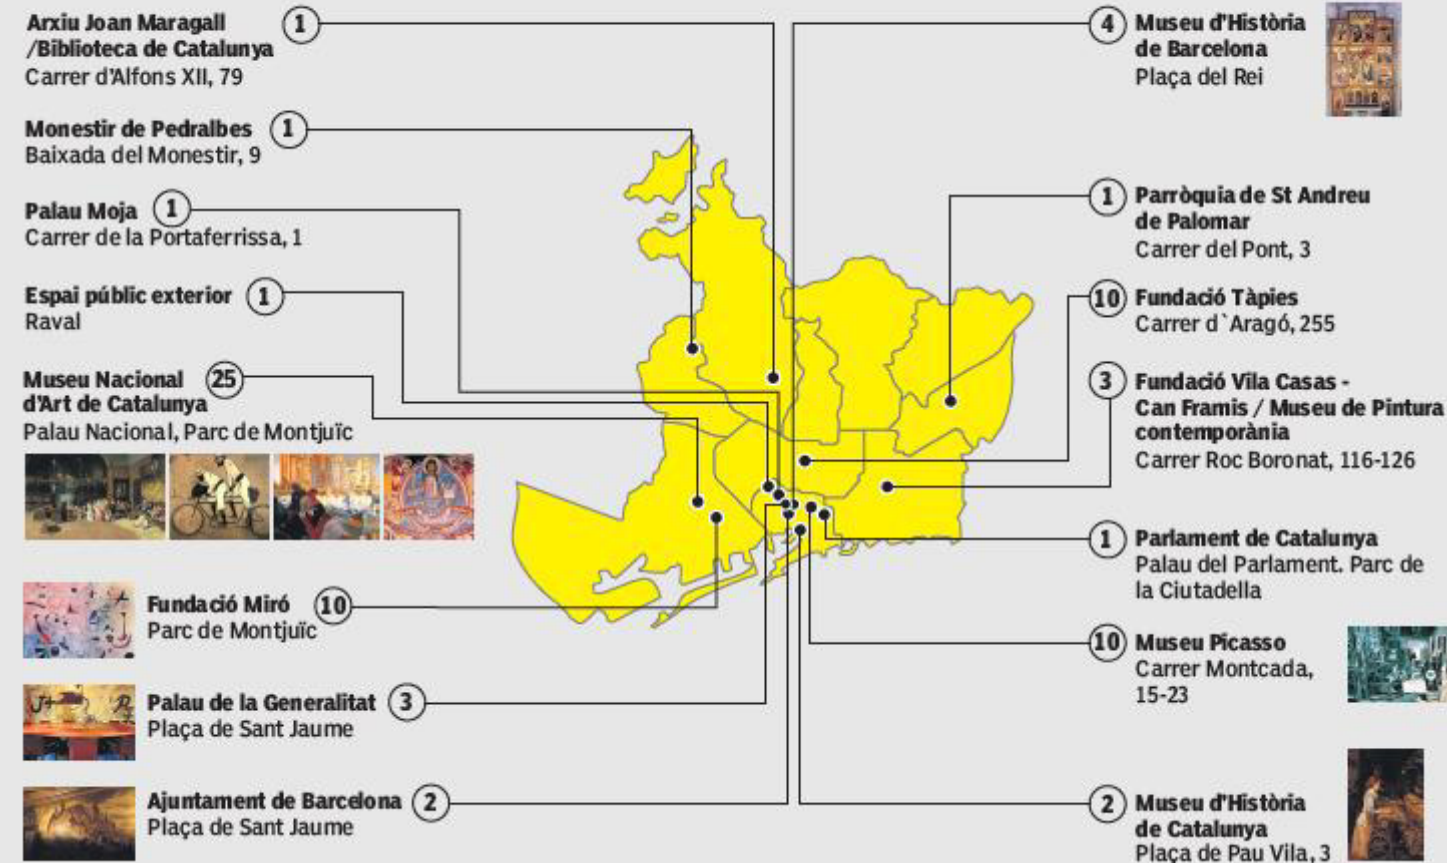 Arxiu Joan Maragall 1
/Biblioteca de Catalunya
Carrer d'Alfons XII, 79
Monestir de Pedralbes 1
Baixada del Monestir, 9
Palau Moja 1
Carrer de la Portaferrissa, 1
Espai públic exterior 1
Raval
Museu Nacional 25
d'Art de Catalunya
Palau Nacional, Parc de Montjuïc
Fundació Miró 10
Parc de Montjuïc
Palau de la Generalitat 3
Plaça de Sant Jaume
Ajuntament de Barcelona 2
Plaça de Sant Jaume
4 Museu d'Història
de Barcelona
Plaça del Rei
1 Parròquia de St Andreu
de Palomar
Carrer del Pont, 3
10 Fundació Tàpies
Carrer d`Aragó, 255
3 Fundació Vila Casas -
Can Framis / Museu de Pintura
contemporània
Carrer Roc Boronat, 116-126
1 Parlament de Catalunya
Palau del Parlament. Parc de
la Ciutadella
10 Museu Picasso
Carrer Montcada,
15-23
2 Museu d'Història
de Catalunya
Plaça de Pau Vila, 3